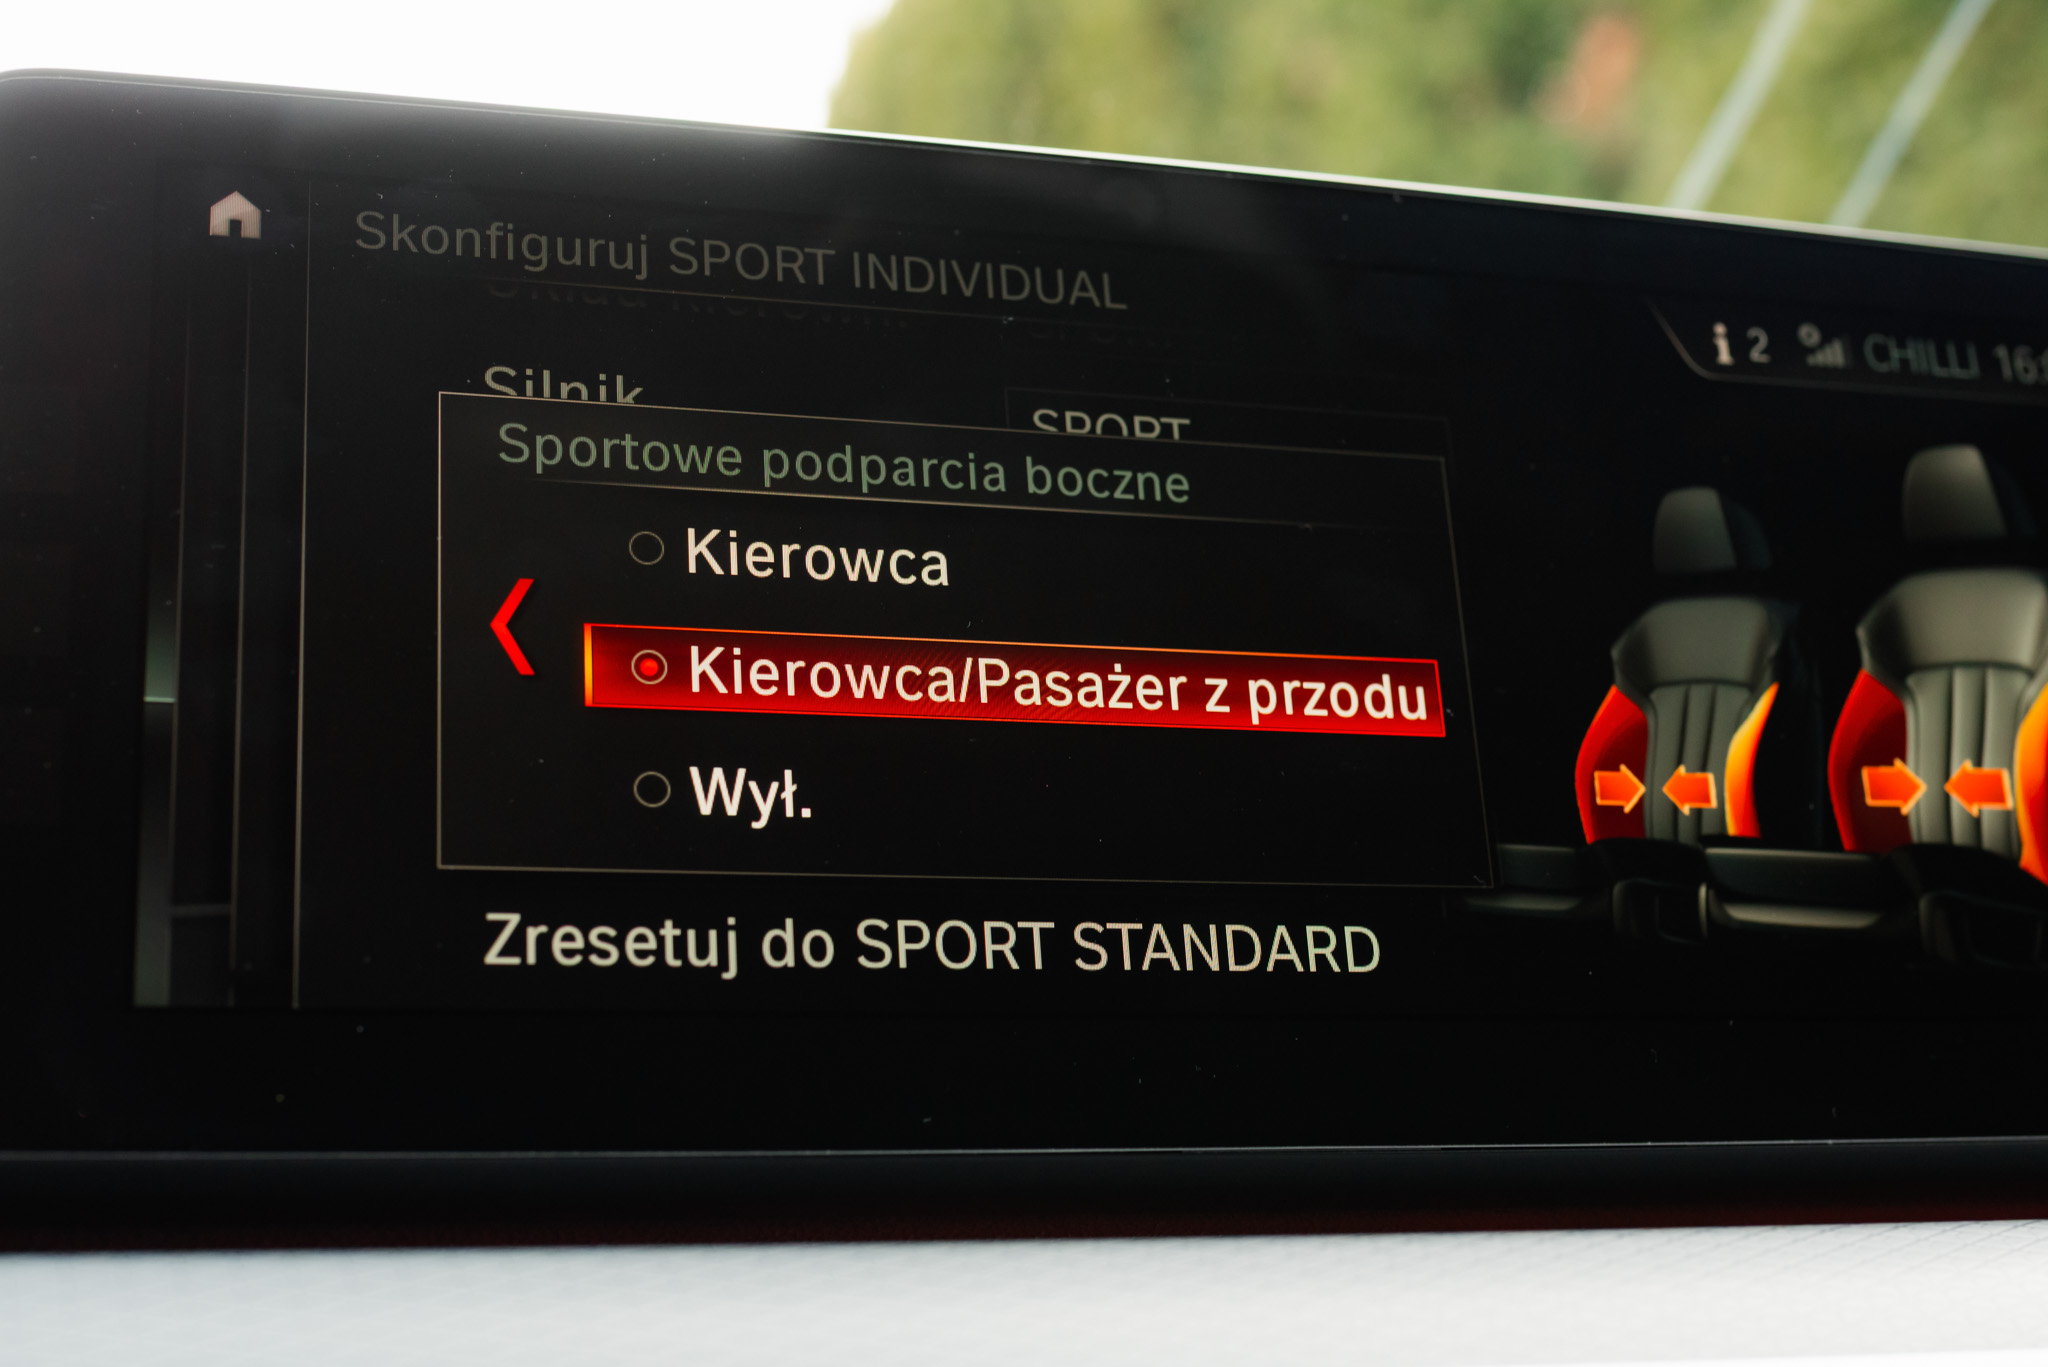 Skonfiguruj SPORT INDIVIDUAL
2 CHILLI
Silnik
SPORT
Sportowe podparcia boczne
Kierowca
Kierowca/Pasażer z przodu
Wył.
Zresetuj do SPORT STANDARD